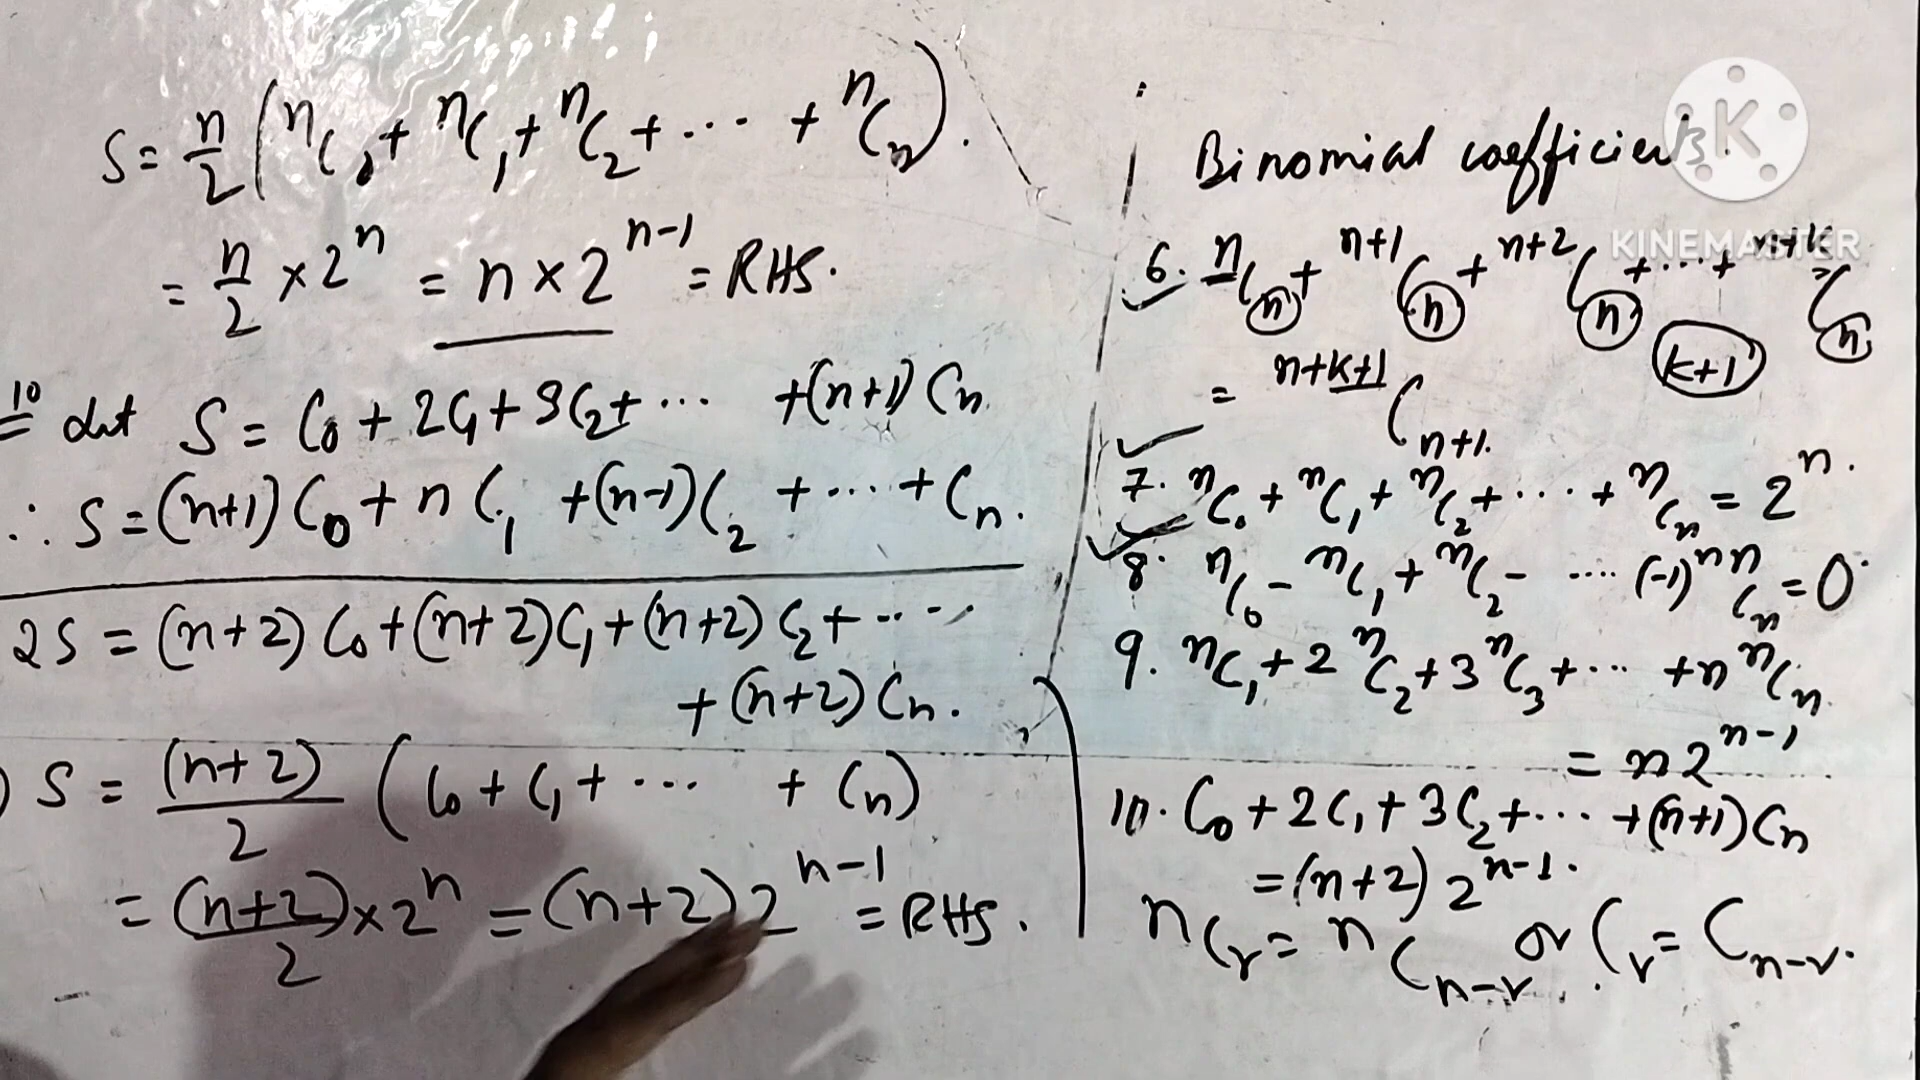 S = n/2 (ⁿC₀ + ⁿC₁ + ⁿC₂ + ··· + ⁿCₙ).
= n/2 × 2ⁿ = n × 2ⁿ⁻¹ = RHS.
10 Let S = C₀ + 2C₁ + 3C₂ + ··· + (n+1) Cₙ
∴ S = (n+1) C₀ + n C₁ + (n-1) C₂ + ··· + Cₙ.
2S = (n+2) C₀ + (n+2) C₁ + (n+2) C₂ + ····
+ (n+2) Cₙ.
) S = (n+2)/2 (C₀ + C₁ + ··· + Cₙ)
= (n+2)/2 × 2ⁿ = (n+2) 2ⁿ⁻¹ = RHS.
Binomial coefficients.
6. ⁿCₙ + ⁿ⁺¹Cₙ + ⁿ⁺²Cₙ + ··· + ⁿ⁺ᵏCₙ
k+1
= ⁿ⁺ᵏ⁺¹Cₙ₊₁.
7. ⁿC₀ + ⁿC₁ + ⁿC₂ + ··· + ⁿCₙ = 2ⁿ.
8. ⁿC₀ - ⁿC₁ + ⁿC₂ - ···· (-1)ⁿ ⁿCₙ = 0
9. ⁿC₁ + 2 ⁿC₂ + 3 ⁿC₃ + ··· + n ⁿCₙ
= n 2ⁿ⁻¹
10. C₀ + 2C₁ + 3C₂ + ··· + (n+1) Cₙ
= (n+2) 2ⁿ⁻¹.
ⁿCᵣ = ⁿCₙ₋ᵣ or Cᵣ = Cₙ₋ᵣ.
K
KINEMASTER